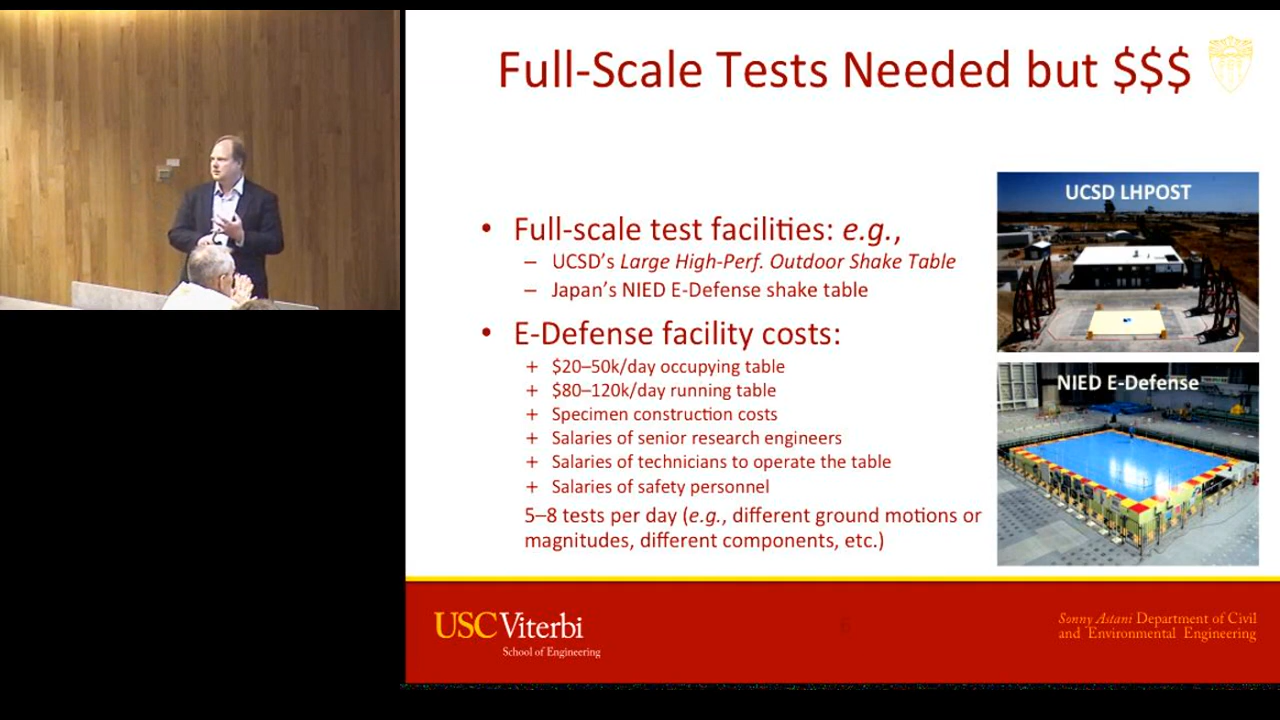 Full-Scale Tests Needed but $$$
• Full-scale test facilities: e.g.,
– UCSD's Large High-Perf. Outdoor Shake Table
– Japan's NIED E-Defense shake table
• E-Defense facility costs:
+ $20–50k/day occupying table
+ $80–120k/day running table
+ Specimen construction costs
+ Salaries of senior research engineers
+ Salaries of technicians to operate the table
+ Salaries of safety personnel
5–8 tests per day (e.g., different ground motions or
magnitudes, different components, etc.)
UCSD LHPOST
NIED E-Defense
USC Viterbi
School of Engineering
Sonny Astani Department of Civil
and Environmental Engineering